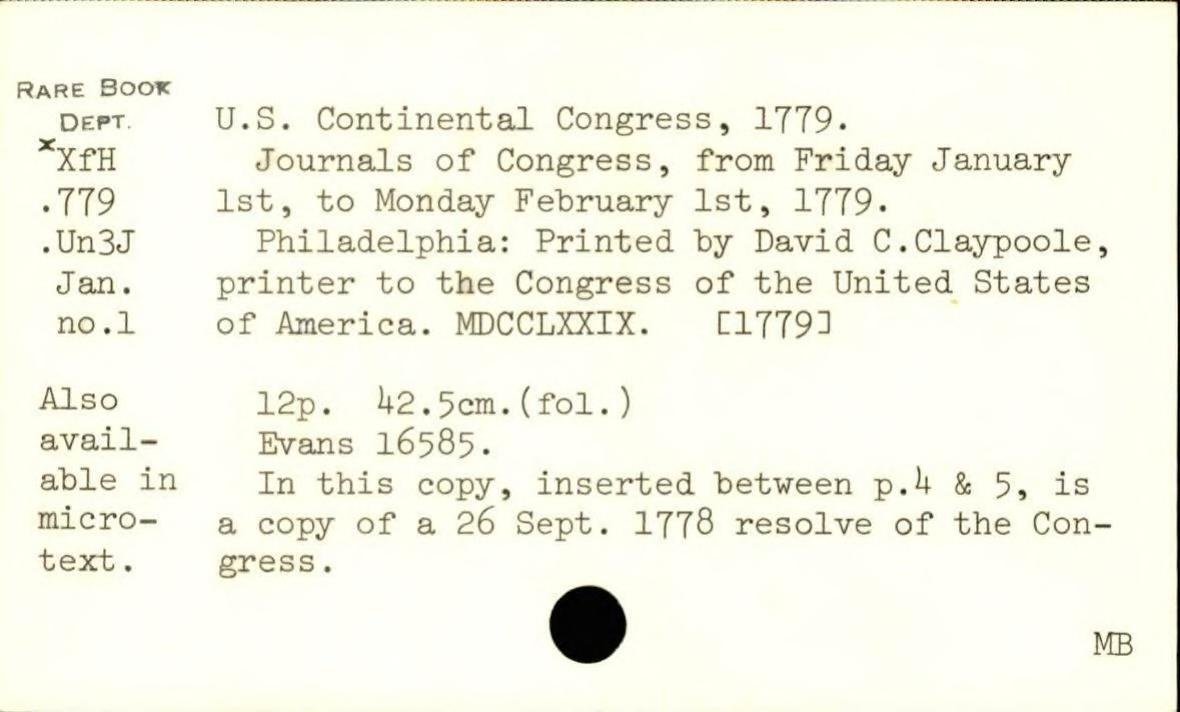 RARE BOOK
DEPT.
xXfH
.779
.Un3J
Jan.
no.1
Also
avail-
able in
micro-
text.
U.S. Continental Congress, 1779.
Journals of Congress, from Friday January
1st, to Monday February 1st, 1779.
Philadelphia: Printed by David C.Claypoole,
printer to the Congress of the United States
of America. MDCCLXXIX. [1779]
12p. 42.5cm.(fol.)
Evans 16585.
In this copy, inserted between p.4 & 5, is
a copy of a 26 Sept. 1778 resolve of the Con-
gress.
MB